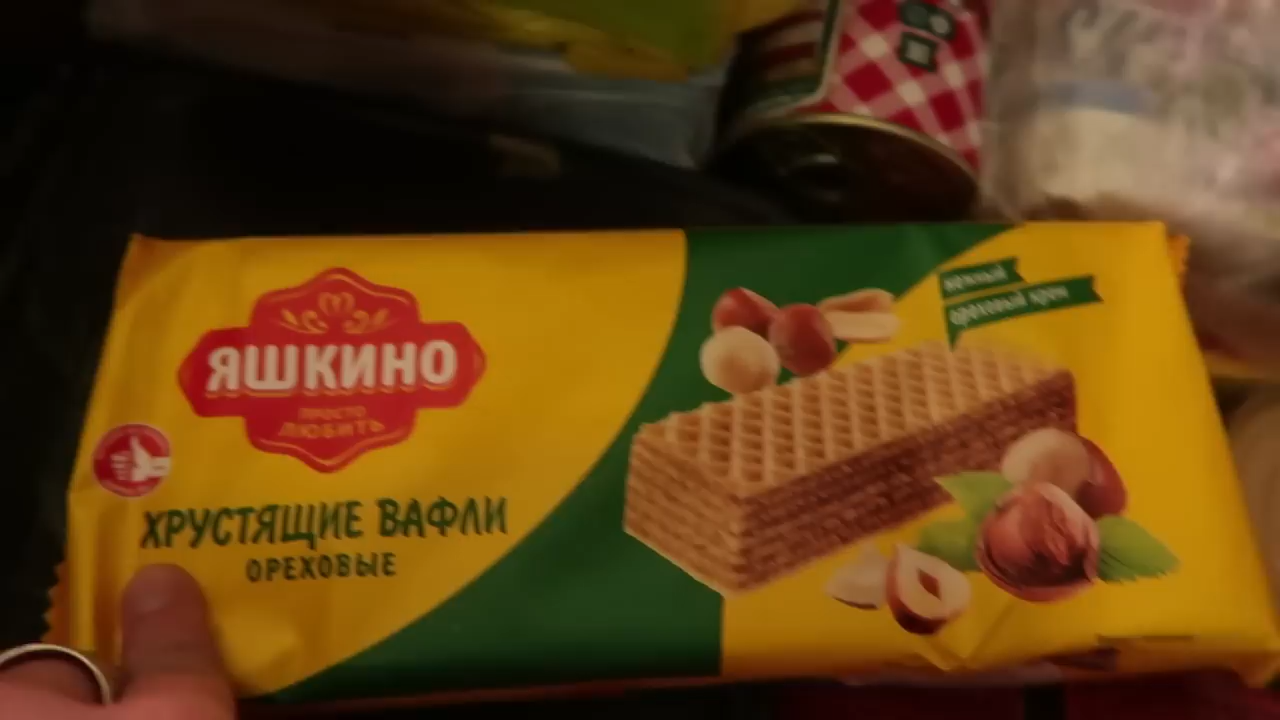 ЯШКИНО
ПРОСТО
ЛЮБИТЬ
ХРУСТЯЩИЕ ВАФЛИ
ОРЕХОВЫЕ
нежный
ореховый крем